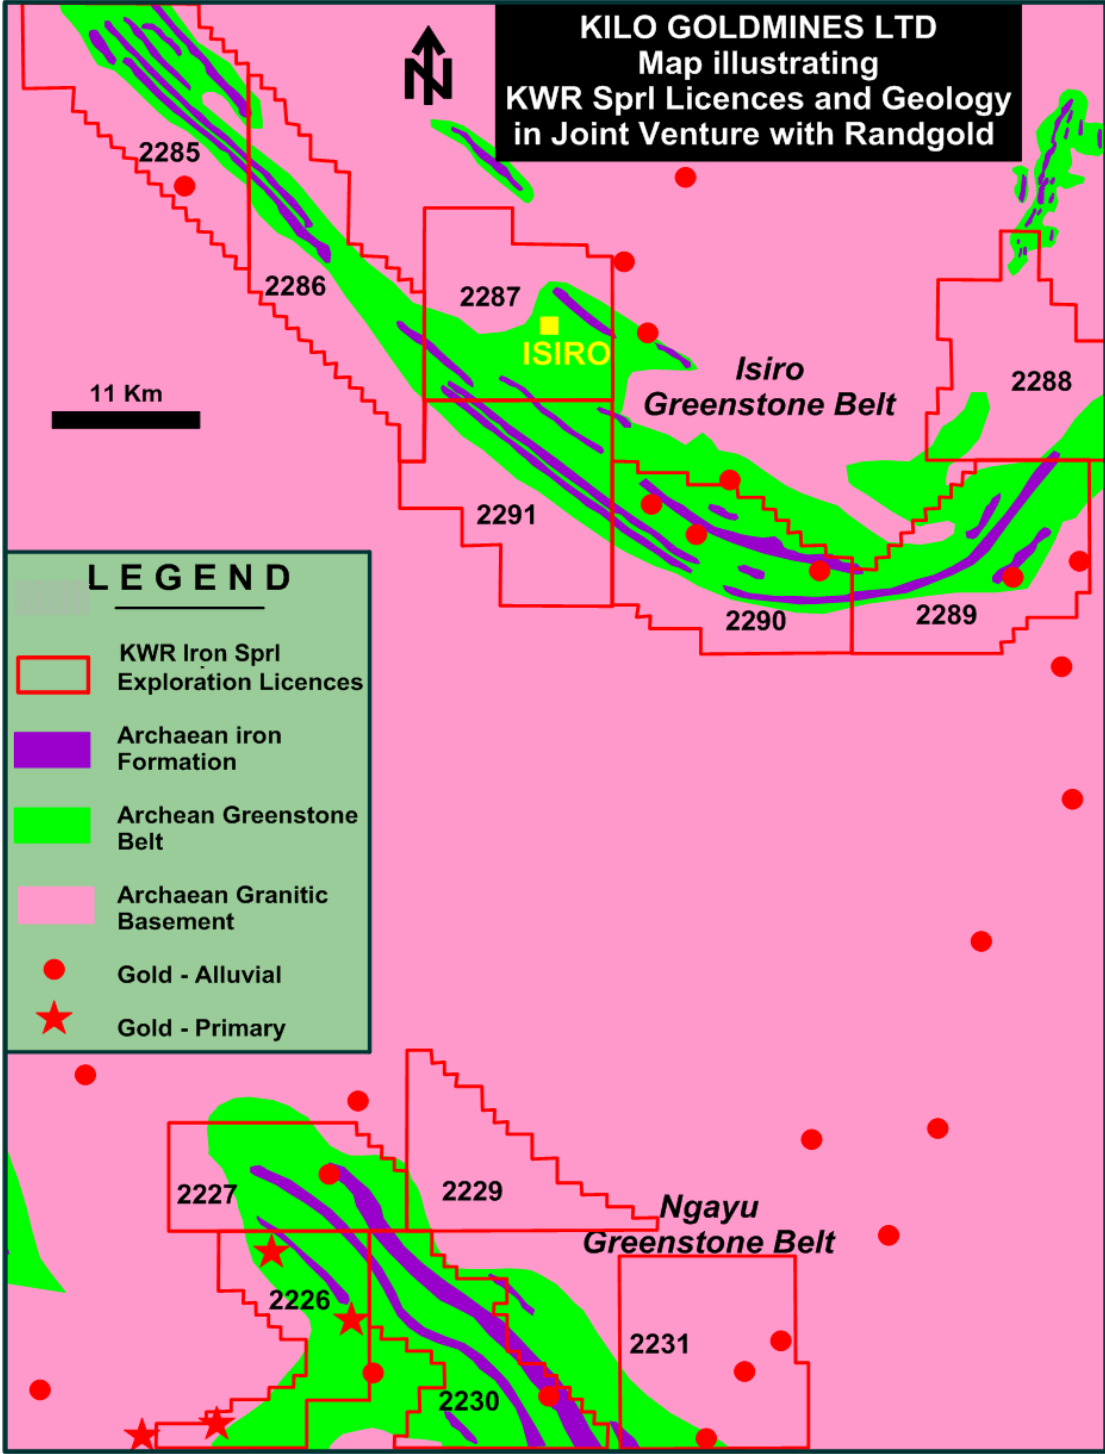 KILO GOLDMINES LTD
Map illustrating
KWR Sprl Licences and Geology
in Joint Venture with Randgold
N
2285
2286
2287
ISIRO
Isiro
Greenstone Belt
2288
11 Km
2291
2290
2289
LEGEND
KWR Iron Sprl
Exploration Licences
Archaean iron
Formation
Archean Greenstone
Belt
Archaean Granitic
Basement
Gold - Alluvial
Gold - Primary
2227
2229
Ngayu
Greenstone Belt
2226
2231
2230